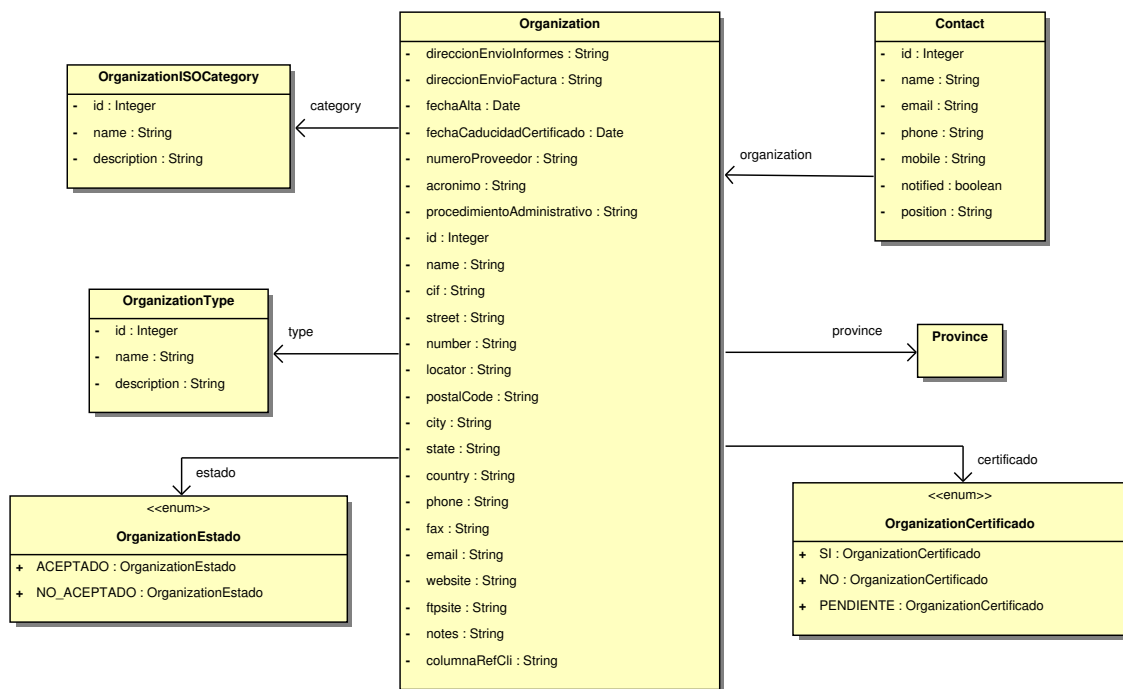 OrganizationISOCategory
- id : Integer
- name : String
- description : String
category
OrganizationType
- id : Integer
- name : String
- description : String
type
estado
<<enum>>
OrganizationEstado
+ ACEPTADO : OrganizationEstado
+ NO_ACEPTADO : OrganizationEstado
Organization
- direccionEnvioInformes : String
- direccionEnvioFactura : String
- fechaAlta : Date
- fechaCaducidadCertificado : Date
- numeroProveedor : String
- acronimo : String
- procedimientoAdministrativo : String
- id : Integer
- name : String
- cif : String
- street : String
- number : String
- locator : String
- postalCode : String
- city : String
- state : String
- country : String
- phone : String
- fax : String
- email : String
- website : String
- ftpsite : String
- notes : String
- columnaRefCli : String
Contact
- id : Integer
- name : String
- email : String
- phone : String
- mobile : String
- notified : boolean
- position : String
organization
province
Province
certificado
<<enum>>
OrganizationCertificado
+ SI : OrganizationCertificado
+ NO : OrganizationCertificado
+ PENDIENTE : OrganizationCertificado